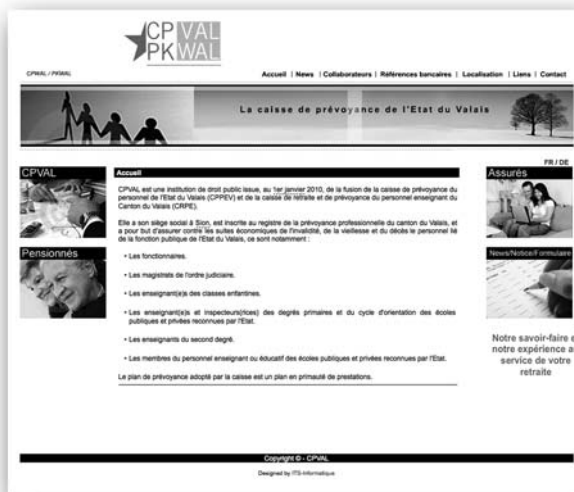 CP VAL
PK WAL
CPVAL / PKWAL
Accueil | News | Collaborateurs | Références bancaires | Localisation | Liens | Contact
La caisse de prévoyance de l'Etat du Valais
FR / DE
CPVAL
Accueil
Assurés
CPVAL est une institution de droit public issue, au 1er janvier 2010, de la fusion de la caisse de prévoyance du
personnel de l'Etat du Valais (CPPEV) et de la caisse de retraite et de prévoyance du personnel enseignant du
Canton du Valais (CRPE).
Elle a son siège social à Sion, est inscrite au registre de la prévoyance professionnelle du canton du Valais, et
a pour but d'assurer contre les suites économiques de l'invalidité, de la vieillesse et du décès le personnel lié
de la fonction publique de l'Etat du Valais, ce sont notamment :
Pensionnés
News/Notice/Formulaire
• Les fonctionnaires.
• Les magistrats de l'ordre judiciaire.
• Les enseignant(e)s des classes enfantines.
• Les enseignant(e)s et inspecteurs(rices) des degrés primaires et du cycle d'orientation des écoles
publiques et privées reconnues par l'Etat.
• Les enseignants du second degré.
• Les membres du personnel enseignant ou éducatif des écoles publiques et privées reconnues par l'Etat.
Le plan de prévoyance adopté par la caisse est un plan en primauté de prestations.
Notre savoir-faire e
notre expérience a
service de votre
retraite
Copyright © - CPVAL
Designed by ITS-Informatique